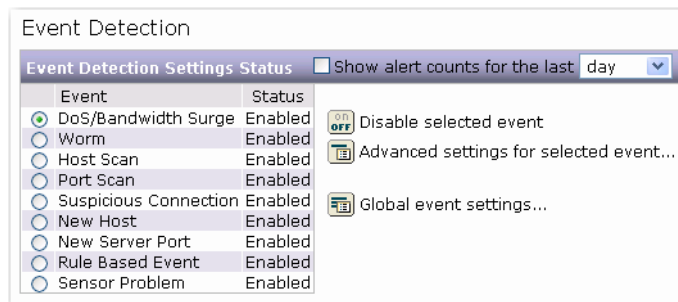 Event Detection
Event Detection Settings Status Show alert counts for the last day
Event Status
DoS/Bandwidth Surge Enabled
Worm Enabled
Host Scan Enabled
Port Scan Enabled
Suspicious Connection Enabled
New Host Enabled
New Server Port Enabled
Rule Based Event Enabled
Sensor Problem Enabled
on
OFF Disable selected event
Advanced settings for selected event...
Global event settings...